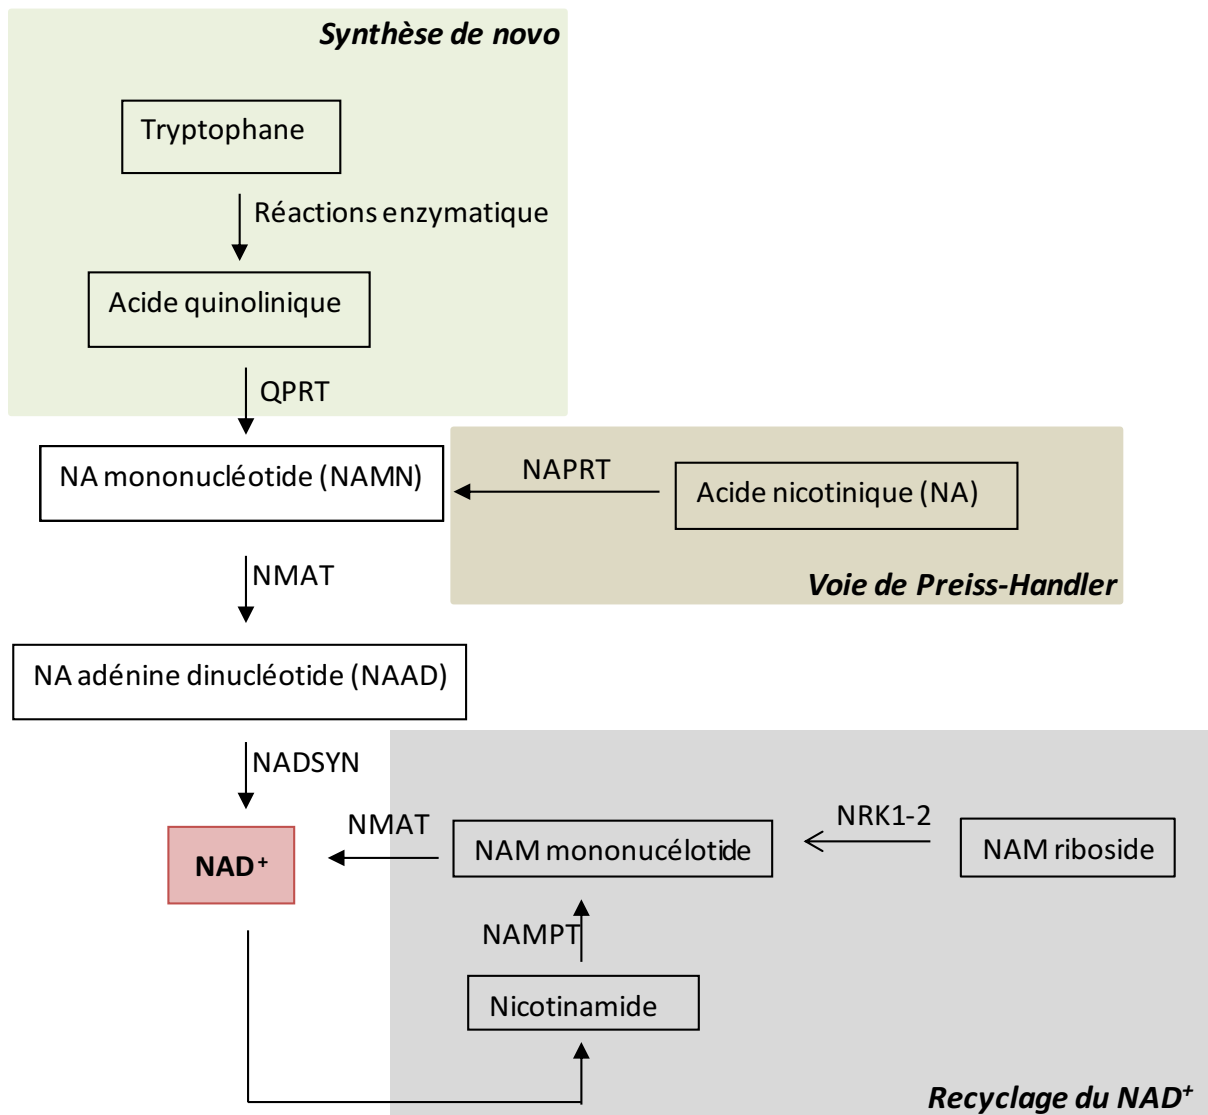 Synthèse de novo
Tryptophane
Réactions enzymatique
Acide quinolinique
QPRT
NA mononucléotide (NAMN)
NAPRT
Acide nicotinique (NA)
NMAT
Voie de Preiss-Handler
NA adénine dinucléotide (NAAD)
NADSYN
NMAT
NRK1-2
NAD⁺
NAM mononucélotide
NAM riboside
NAMPT
Nicotinamide
Recyclage du NAD⁺